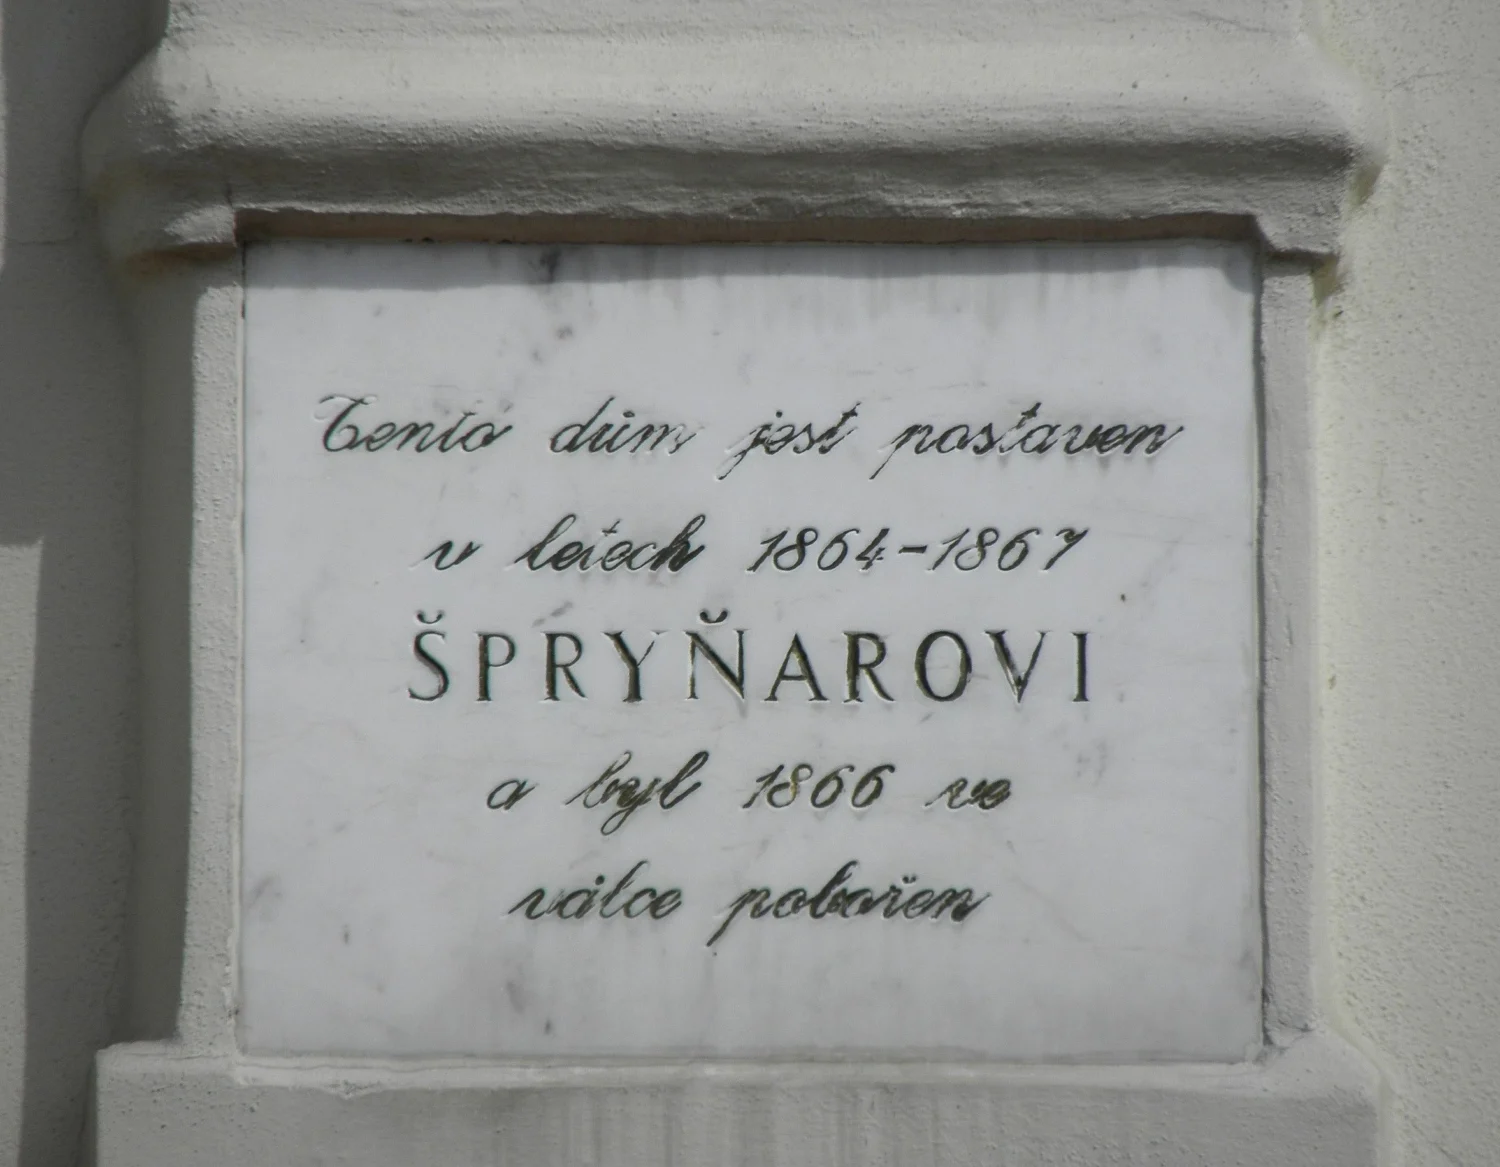 Tento dům jest postaven
v letech 1864-1867
ŠPRYŇAROVI
a byl 1866 ve
válce pobořen